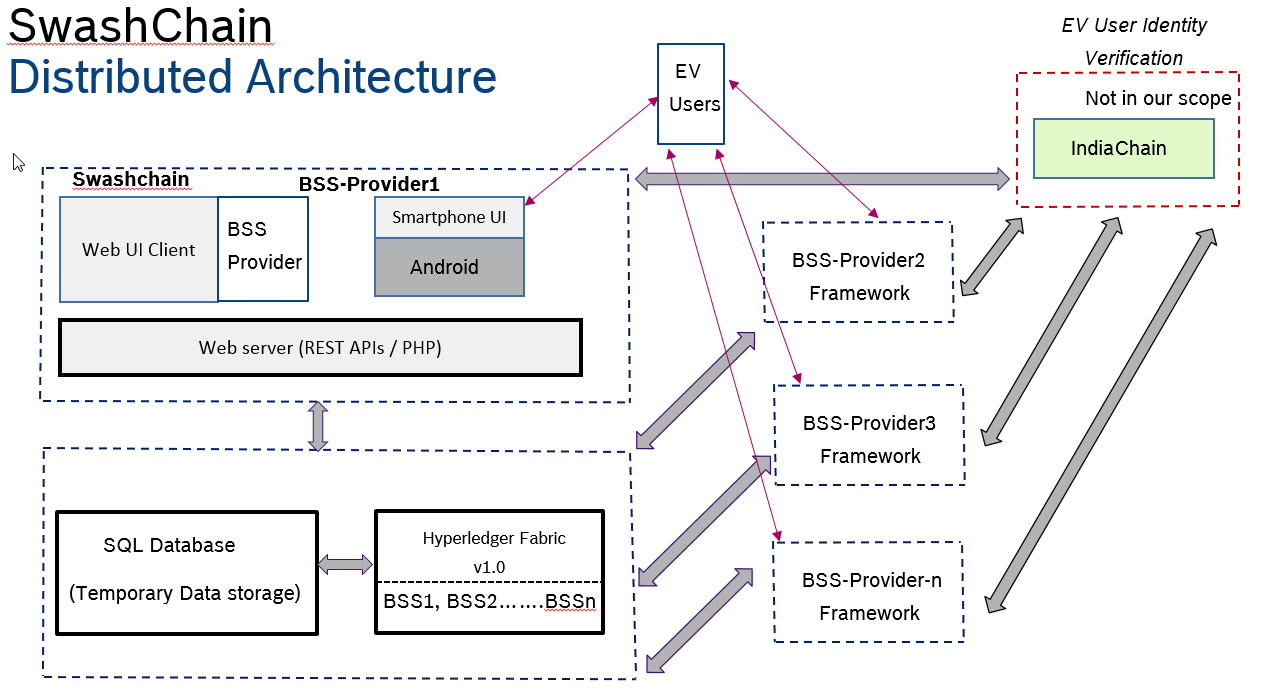 SwashChain
Distributed Architecture
EV User Identity
Verification
Not in our scope
IndiaChain
EV
Users
Swashchain
BSS-Provider1
Web UI Client
BSS
Provider
Smartphone UI
Android
Web server (REST APIs / PHP)
BSS-Provider2
Framework
BSS-Provider3
Framework
BSS-Provider-n
Framework
SQL Database
(Temporary Data storage)
Hyperledger Fabric
v1.0
BSS1, BSS2…….BSSn